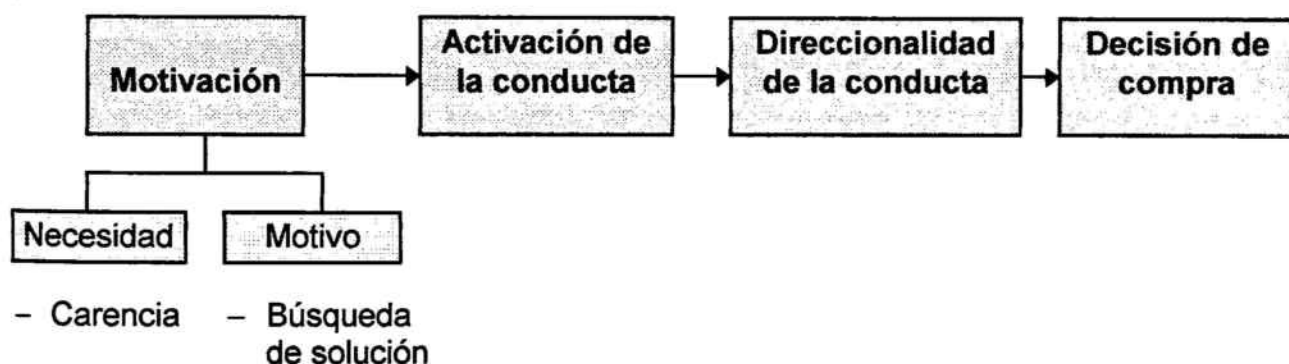 Motivación
Activación de
la conducta
Direccionalidad
de la conducta
Decisión de
compra
Necesidad
Motivo
– Carencia
– Búsqueda
de solución